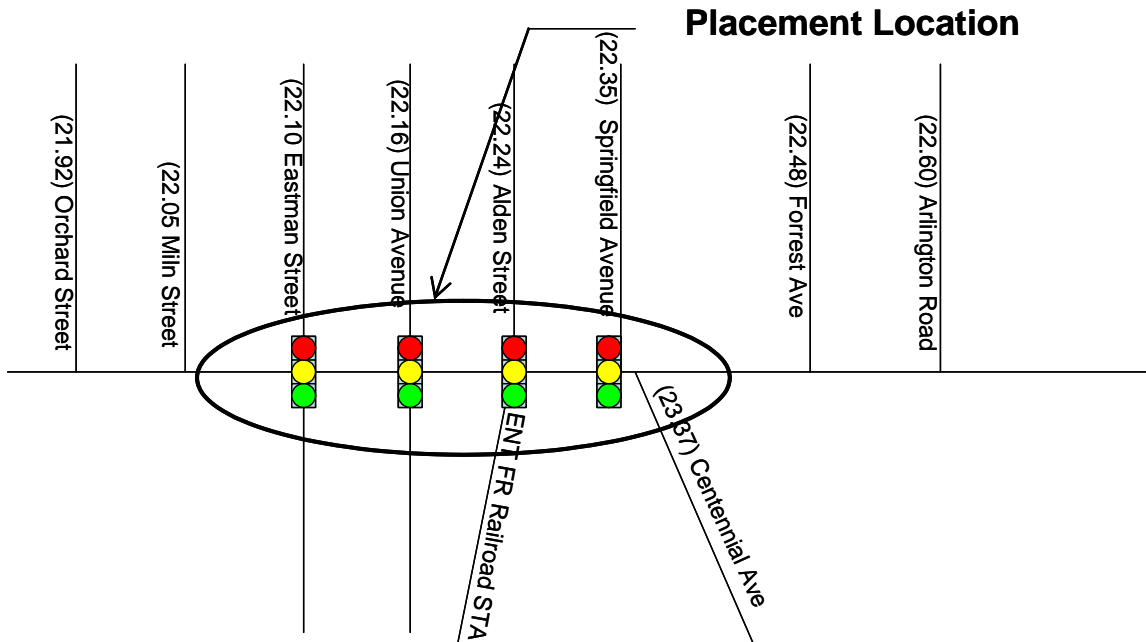 Placement Location
(21.92) Orchard Street
(22.05 Miln Street
(22.10 Eastman Street
(22.16) Union Avenue
(22.24) Alden Street
(22.35) Springfield Avenue
(22.48) Forrest Ave
(22.60) Arlington Road
ENT FR Railroad STA
(23.37) Centennial Ave